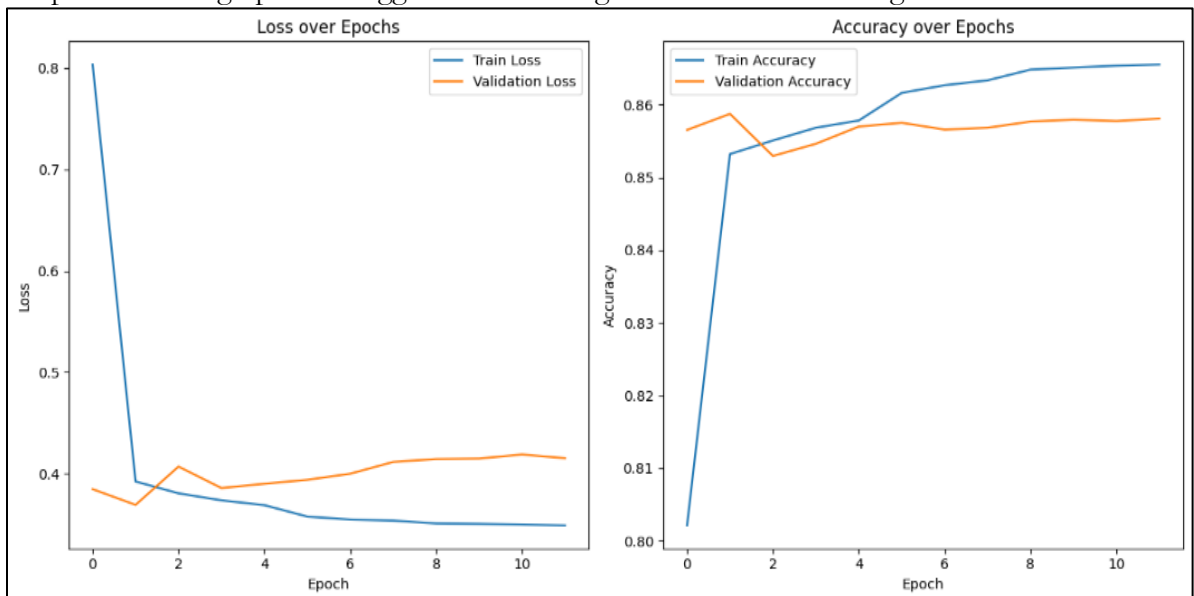 Loss over Epochs
Train Loss
Validation Loss
0.8
0.7
0.6
0.5
0.4
Loss
0 2 4 6 8 10
Epoch
Accuracy over Epochs
Train Accuracy
Validation Accuracy
0.86
0.85
0.84
0.83
0.82
0.81
0.80
Accuracy
0 2 4 6 8 10
Epoch